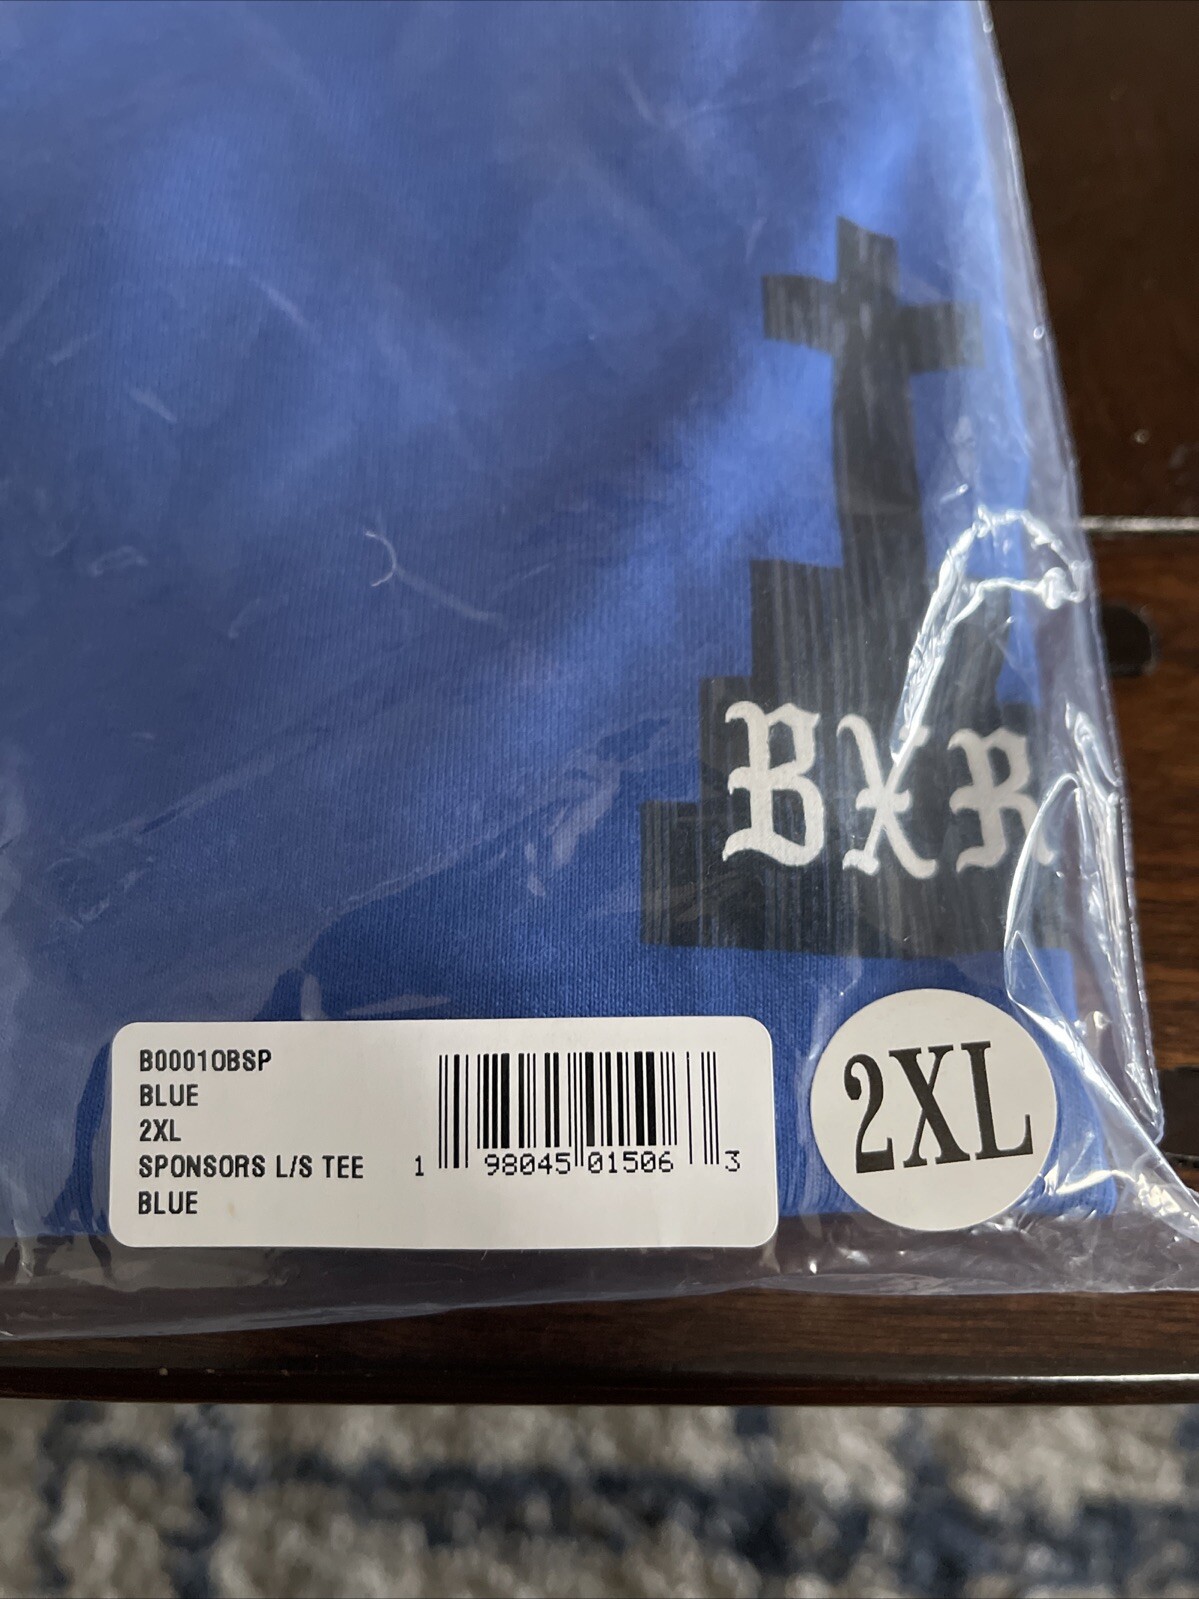 BXR
B00010BSP
BLUE
2XL
SPONSORS L/S TEE
BLUE
1 98045 01506 3
2XL